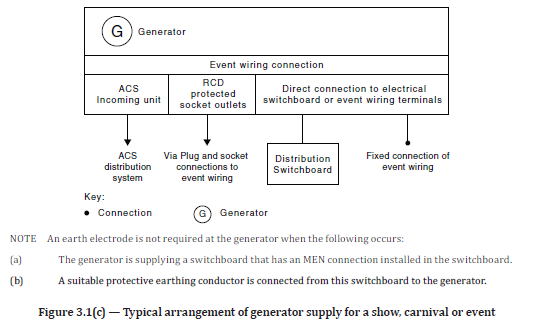 G Generator
Event wiring connection
ACS
Incoming unit
RCD
protected
socket outlets
Direct connection to electrical
switchboard or event wiring terminals
ACS
distribution
system
Via Plug and socket
connections to
event wiring
Distribution
Switchboard
Fixed connection of
event wiring
Key:
• Connection
G Generator
NOTE An earth electrode is not required at the generator when the following occurs:
(a) The generator is supplying a switchboard that has an MEN connection installed in the switchboard.
(b) A suitable protective earthing conductor is connected from this switchboard to the generator.
Figure 3.1(c) — Typical arrangement of generator supply for a show, carnival or event